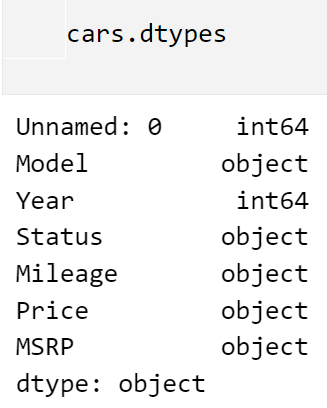 cars.dtypes
Unnamed: 0     int64
Model         object
Year           int64
Status        object
Mileage       object
Price         object
MSRP          object
dtype: object